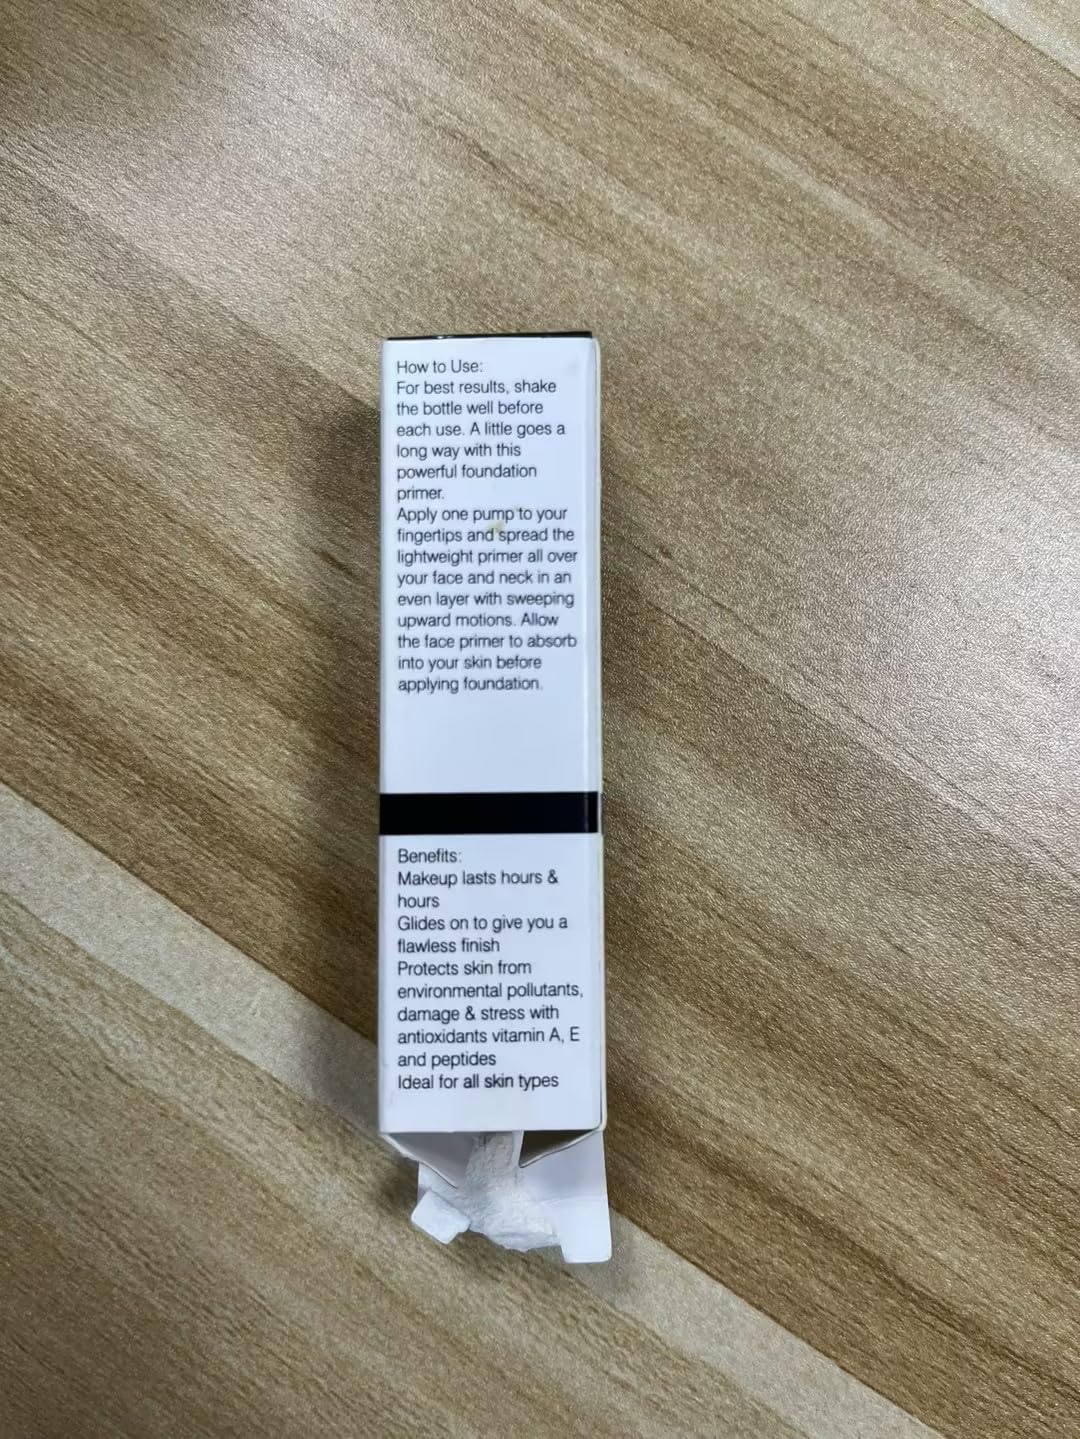 How to Use:
For best results, shake
the bottle well before
each use. A little goes a
long way with this
powerful foundation
primer.
Apply one pump to your
fingertips and spread the
lightweight primer all over
your face and neck in an
even layer with sweeping
upward motions. Allow
the face primer to absorb
into your skin before
applying foundation.
Benefits:
Makeup lasts hours &
hours
Glides on to give you a
flawless finish
Protects skin from
environmental pollutants,
damage & stress with
antioxidants vitamin A, E
and peptides
Ideal for all skin types